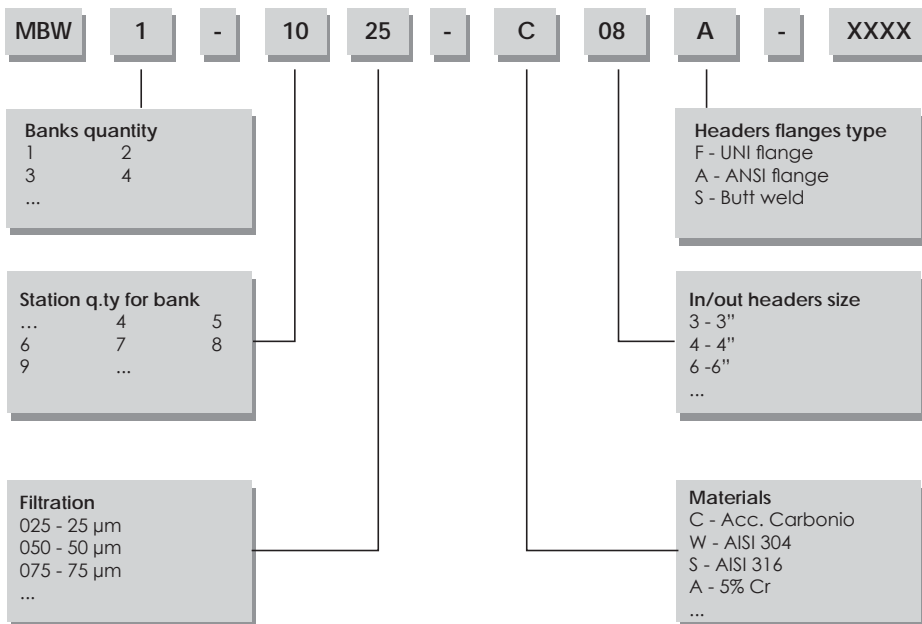 MBW 1 - 10 25 - C 08 A - XXXX
Banks quantity
1 2
3 4
...
Station q.ty for bank
... 4 5
6 7 8
9 ...
Filtration
025 - 25 µm
050 - 50 µm
075 - 75 µm
...
Headers flanges type
F - UNI flange
A - ANSI flange
S - Butt weld
In/out headers size
3 - 3”
4 - 4”
6 -6”
...
Materials
C - Acc. Carbonio
W - AISI 304
S - AISI 316
A - 5% Cr
...